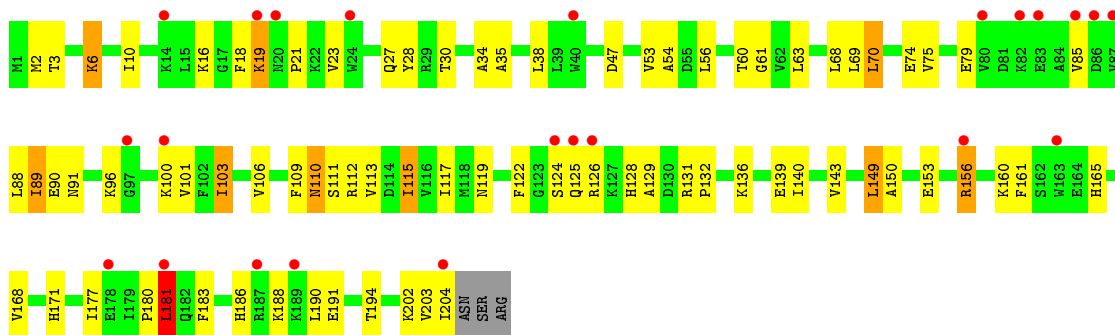 M1 M2 T3 K6 I10 K14 L15 K16 G17 F18 K19 N20 P21 K22 V23 W24 Q27 Y28 R29 T30 A34 A35 L38 L39 W40 D47 V53 A54 D55 L56 T60 G61 V62 L63 L68 L69 L70 E74 V75 E79 V80 D81 K82 E83 A84 V85 D86 V87
L88 I89 E90 N91 K96 G97 K100 V101 F102 I103 V106 F109 N110 S111 R112 V113 D114 I115 V116 I117 M118 N119 F122 G123 S124 Q125 R126 K127 H128 A129 D130 R131 P132 K136 E139 I140 V143 L149 A150 E153 R156 K160 F161 S162 W163 E164 H165
V168 H171 I177 E178 I179 P180 L181 Q182 F183 H186 R187 K188 K189 L190 E191 T194 K202 V203 I204 ASN SER ARG